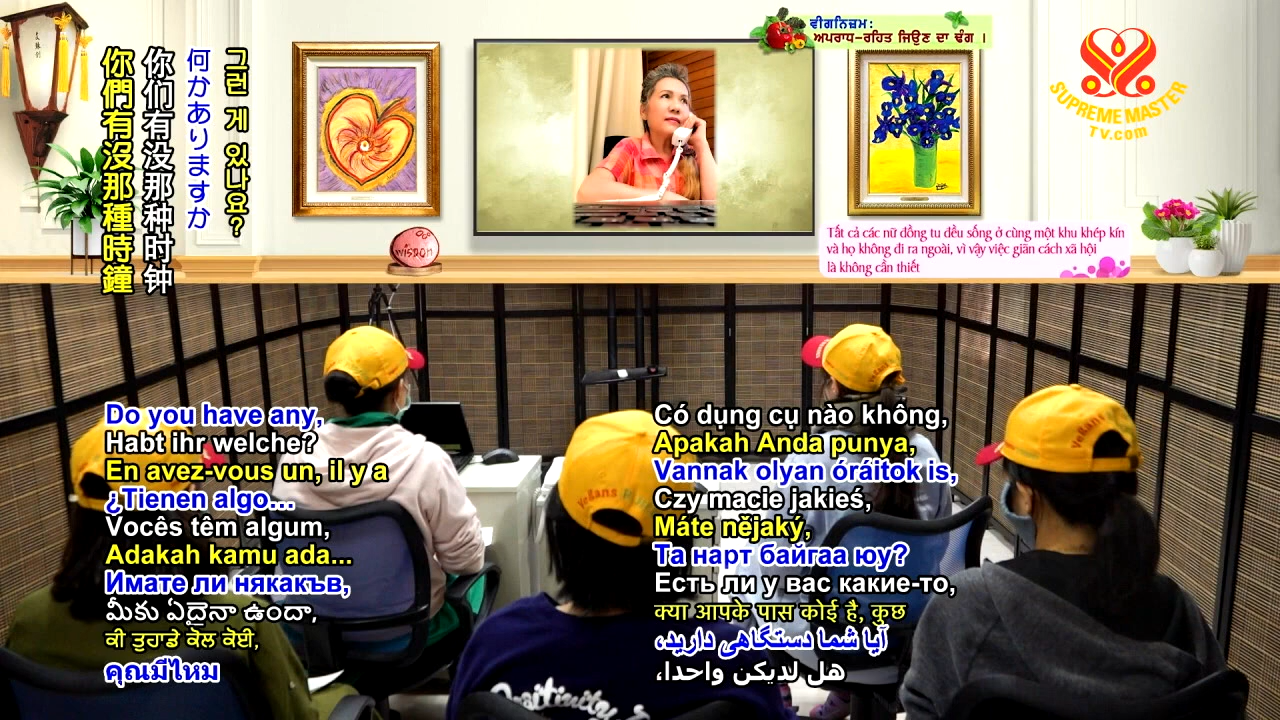 그런 게 있나요?
何かありますか
你们有没那种时钟
你們有沒那種時鐘
ਵੀਗਨਿਜ਼ਮ:
ਅਪਰਾਧ-ਰਹਿਤ ਜਿਉਣ ਦਾ ਢੰਗ ।
SUPREME MASTER
TV.com
wisdom
Tất cả các nữ đồng tu đều sống ở cùng một khu khép kín
và họ không đi ra ngoài, vì vậy việc giãn cách xã hội
là không cần thiết
Do you have any,
Habt ihr welche?
En avez-vous un, il y a
¿Tienen algo...
Vocês têm algum,
Adakah kamu ada...
Имате ли някакъв,
మీకు ఏదైనా ఉందా,
ਕੀ ਤੁਹਾਡੇ ਕੋਲ ਕੋਈ,
คุณมีไหม
Có dụng cụ nào không,
Apakah Anda punya,
Vannak olyan óráitok is,
Czy macie jakieś,
Máte nějaký,
Та нарт байгаа юу?
Есть ли у вас какие-то,
क्या आपके पास कोई है, कुछ
آیا شما دستگاهی دارید،
هل لديكن واحدا،
Vegans
Vegans